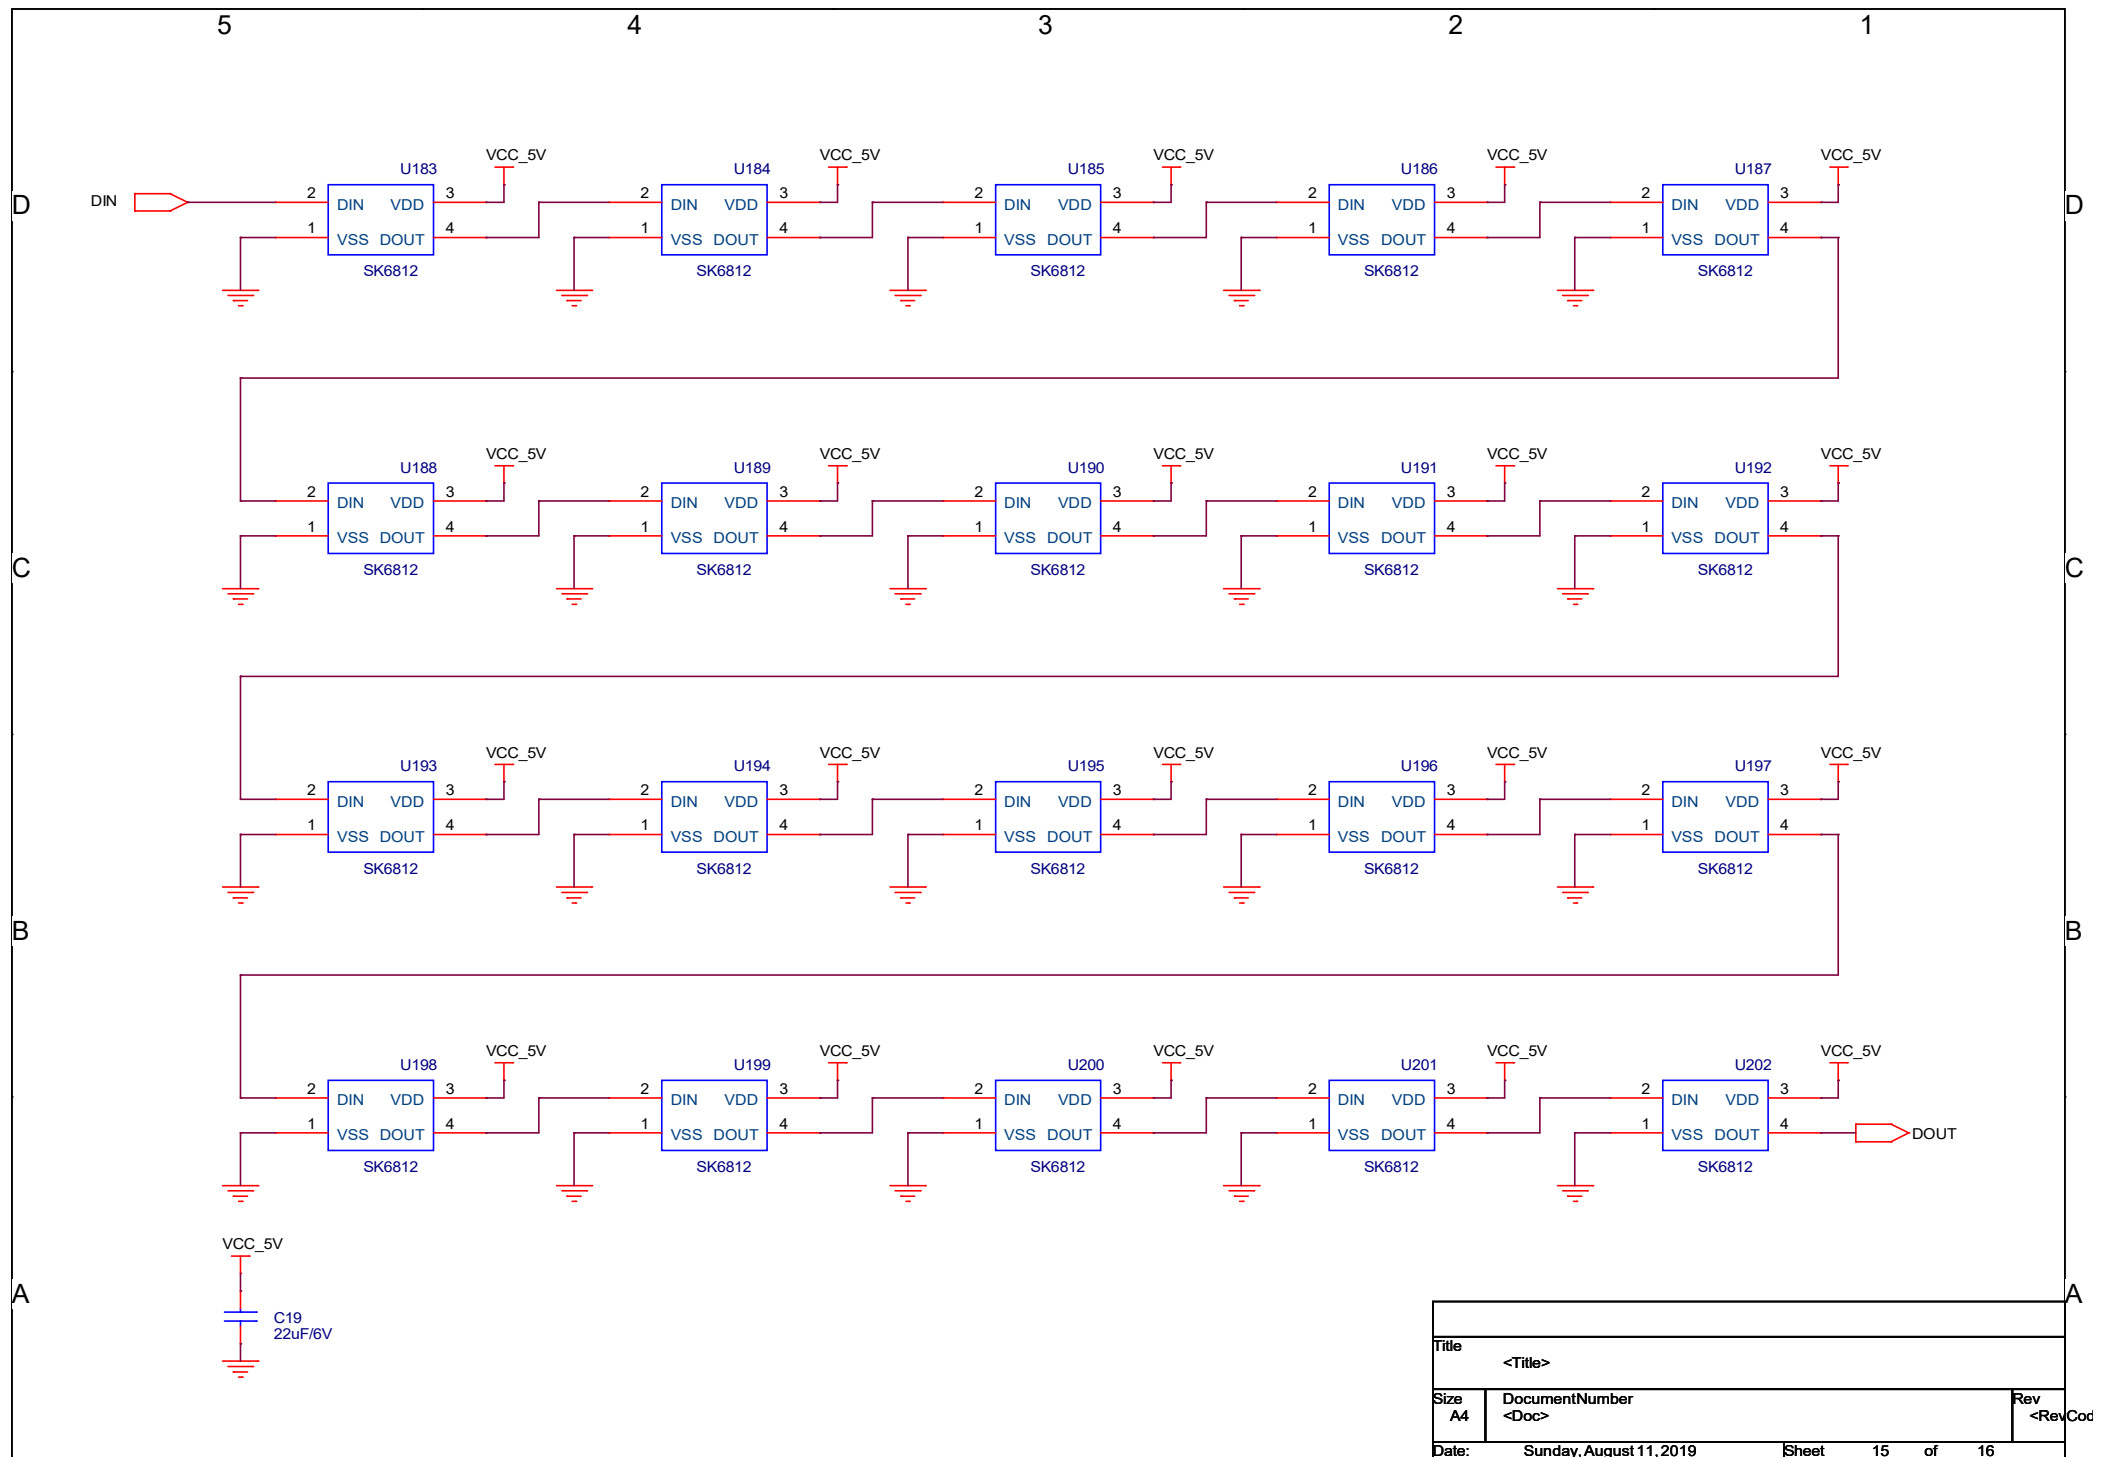 5 4 3 2 1
U183 VCC_5V U184 VCC_5V U185 VCC_5V U186 VCC_5V U187 VCC_5V
D DIN 2 DIN VDD 3 2 DIN VDD 3 2 DIN VDD 3 2 DIN VDD 3 2 DIN VDD 3 D
1 VSS DOUT 4 1 VSS DOUT 4 1 VSS DOUT 4 1 VSS DOUT 4 1 VSS DOUT 4
SK6812 SK6812 SK6812 SK6812 SK6812
U188 VCC_5V U189 VCC_5V U190 VCC_5V U191 VCC_5V U192 VCC_5V
2 DIN VDD 3 2 DIN VDD 3 2 DIN VDD 3 2 DIN VDD 3 2 DIN VDD 3
1 VSS DOUT 4 1 VSS DOUT 4 1 VSS DOUT 4 1 VSS DOUT 4 1 VSS DOUT 4
C SK6812 SK6812 SK6812 SK6812 SK6812 C
U193 VCC_5V U194 VCC_5V U195 VCC_5V U196 VCC_5V U197 VCC_5V
2 DIN VDD 3 2 DIN VDD 3 2 DIN VDD 3 2 DIN VDD 3 2 DIN VDD 3
1 VSS DOUT 4 1 VSS DOUT 4 1 VSS DOUT 4 1 VSS DOUT 4 1 VSS DOUT 4
SK6812 SK6812 SK6812 SK6812 SK6812
B B
U198 VCC_5V U199 VCC_5V U200 VCC_5V U201 VCC_5V U202 VCC_5V
2 DIN VDD 3 2 DIN VDD 3 2 DIN VDD 3 2 DIN VDD 3 2 DIN VDD 3
1 VSS DOUT 4 1 VSS DOUT 4 1 VSS DOUT 4 1 VSS DOUT 4 1 VSS DOUT 4 DOUT
SK6812 SK6812 SK6812 SK6812 SK6812
VCC_5V
A A
C19
22uF/6V
Title
<Title>
Size DocumentNumber Rev
A4 <Doc> <RevCod
Date: Sunday, August 11, 2019 Sheet 15 of 16